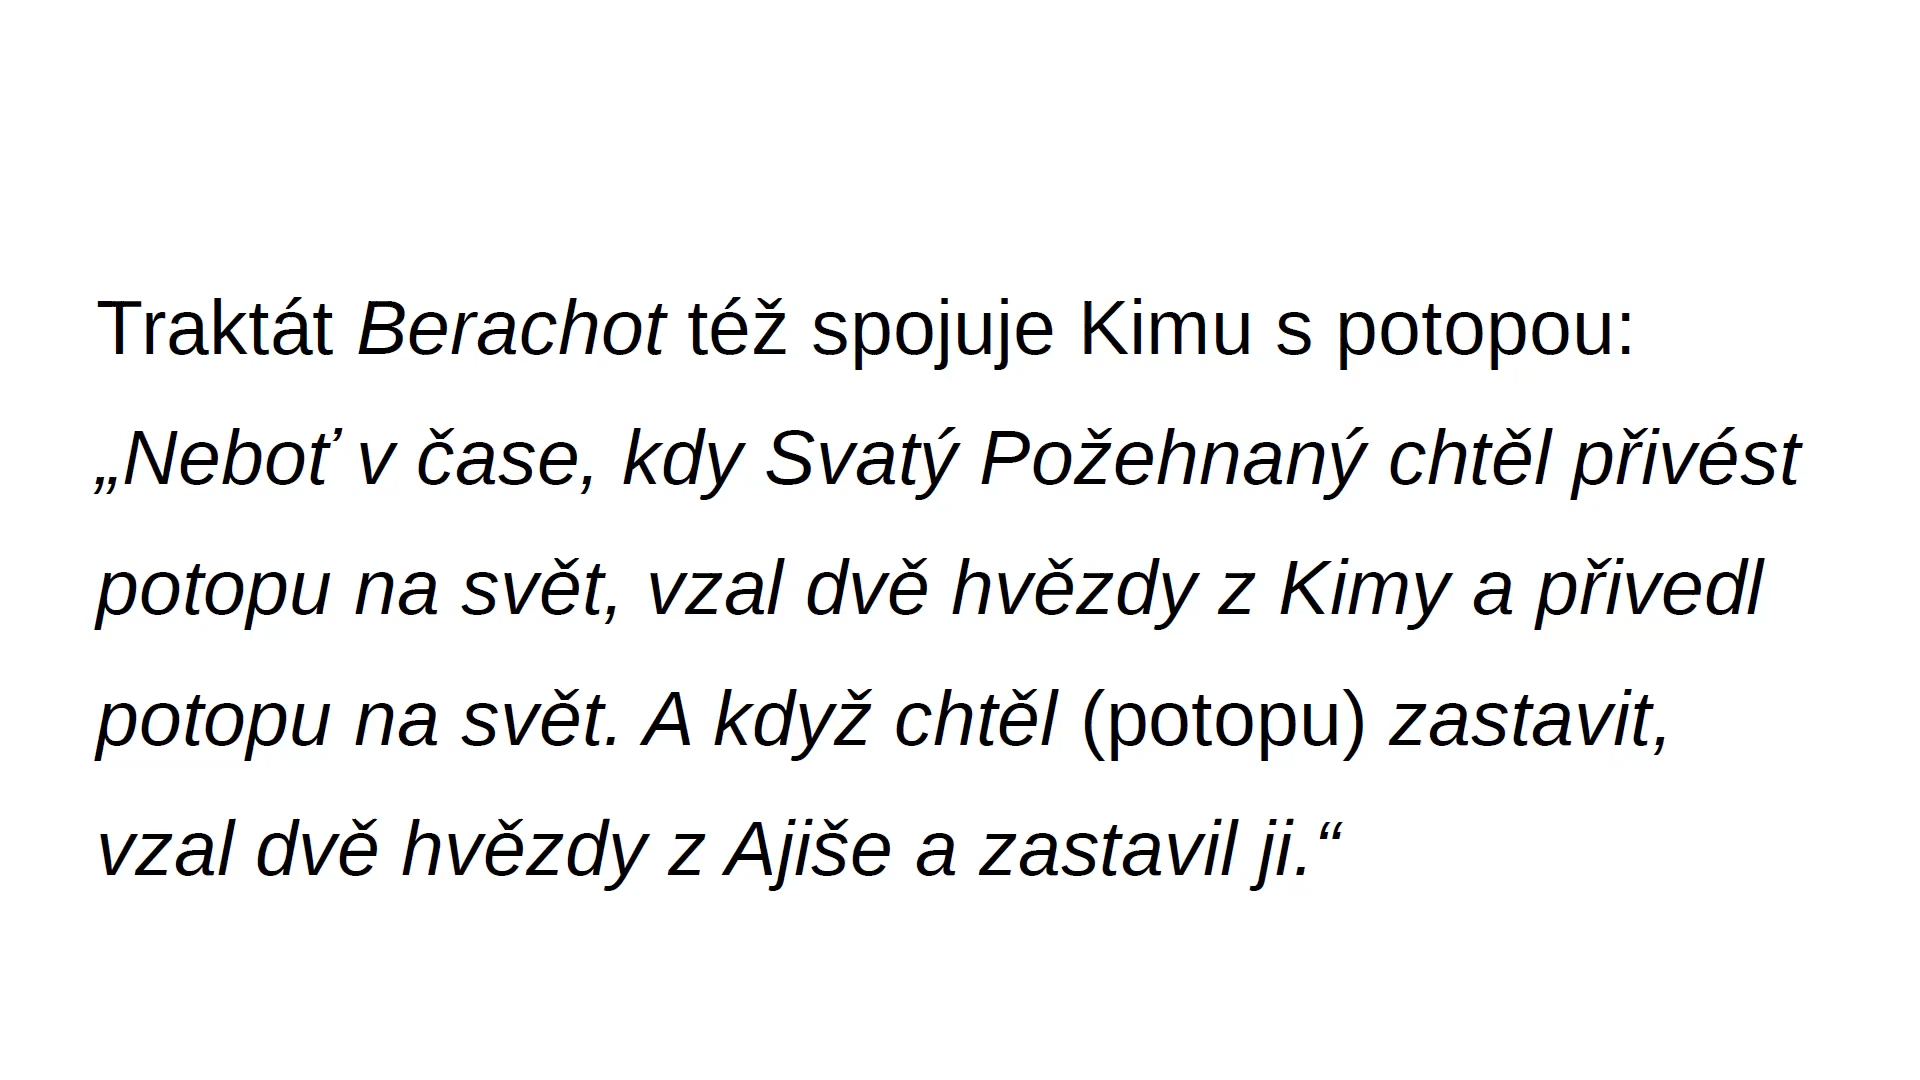 Traktát Berachot též spojuje Kimu s potopou:
„Neboť v čase, kdy Svatý Požehnaný chtěl přivést
potopu na svět, vzal dvě hvězdy z Kimy a přivedl
potopu na svět. A když chtěl (potopu) zastavit,
vzal dvě hvězdy z Ajiše a zastavil ji.“